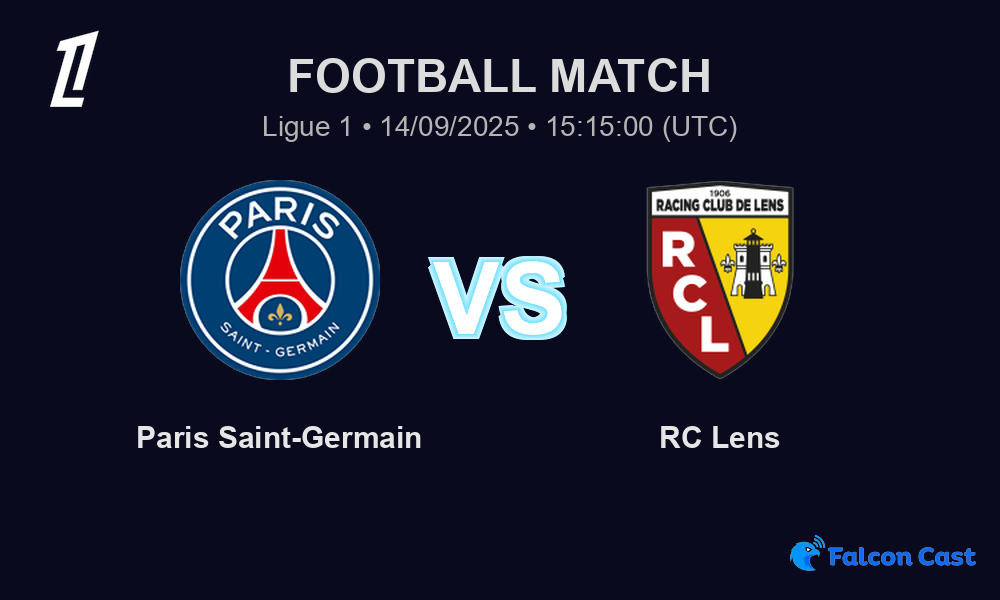 FOOTBALL MATCH
Ligue 1 • 14/09/2025 • 15:15:00 (UTC)
PARIS
SAINT - GERMAIN
VS
1906
RACING CLUB DE LENS
R
C
L
Paris Saint-Germain
RC Lens
Falcon Cast